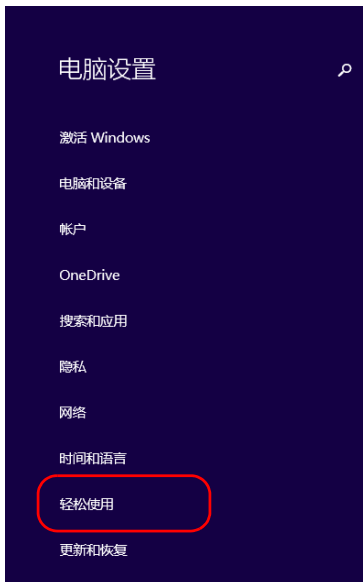 电脑设置
激活 Windows
电脑和设备
帐户
OneDrive
搜索和应用
隐私
网络
时间和语言
轻松使用
更新和恢复